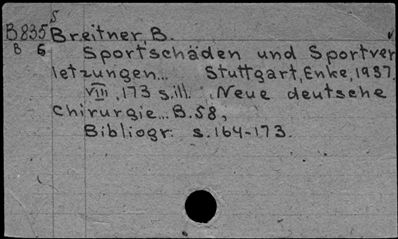 5
B835 Breitner, B.
B 6 Sportschäden und Sportver
letzungen... Stuttgart, Enke, 1937.
VIII, 173 s. ill. Neue deutsche
Chirurgie... B.58,
Bibliogr. s.164-173.